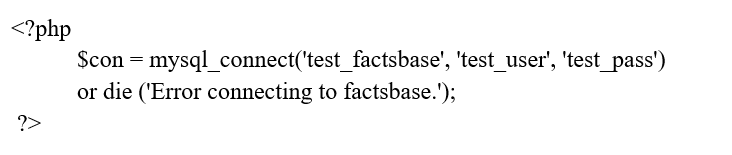 <?php
$con = mysql_connect('test_factsbase', 'test_user', 'test_pass')
or die ('Error connecting to factsbase.');
?>